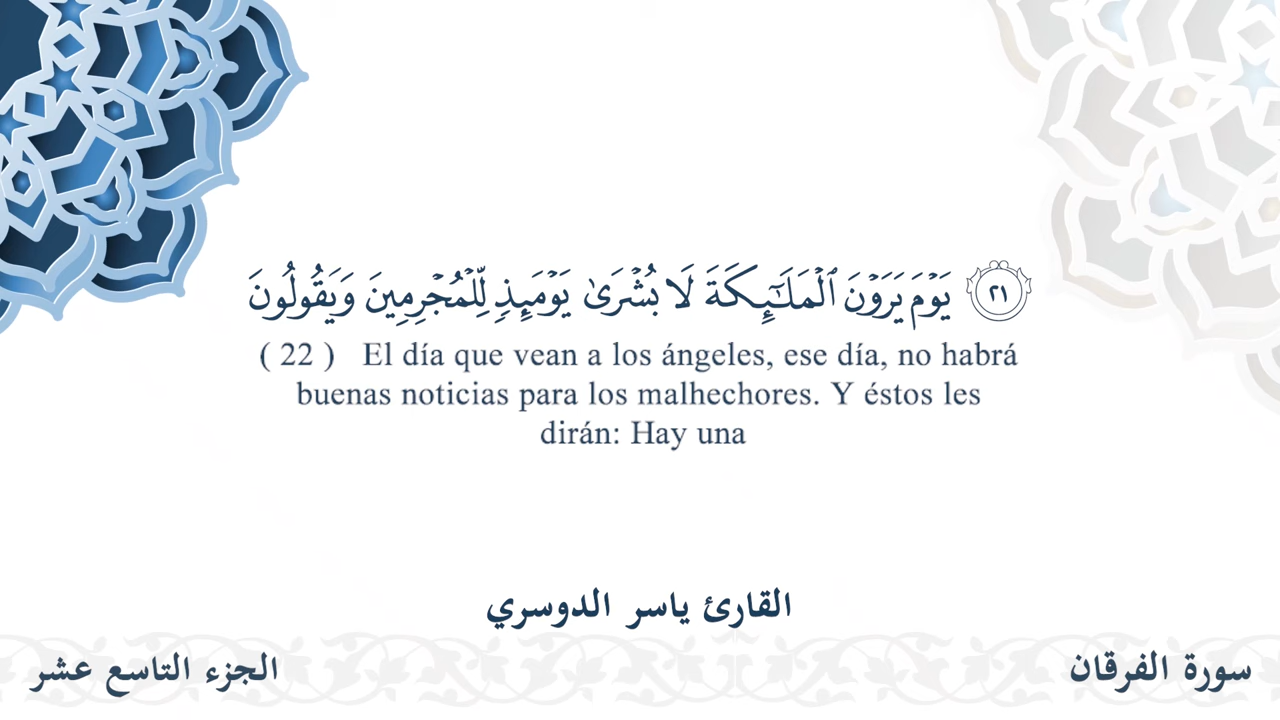 ٢١ يَوۡمَ يَرَوۡنَ ٱلۡمَلَـٰٓئِكَةَ لَا بُشۡرَىٰ يَوۡمَئِذٖ لِّلۡمُجۡرِمِينَ وَيَقُولُونَ
( 22 ) El día que vean a los ángeles, ese día, no habrá
buenas noticias para los malhechores. Y éstos les
dirán: Hay una
القارئ ياسر الدوسري
سورة الفرقان
الجزء التاسع عشر